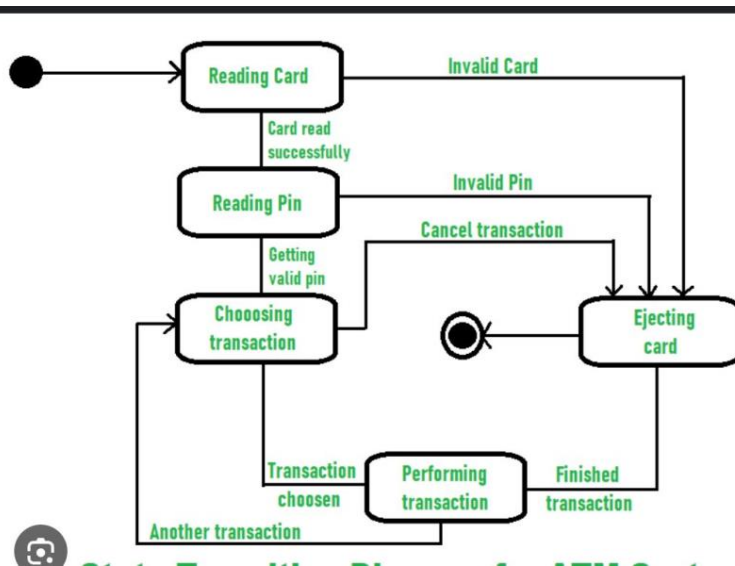 Reading Card
Invalid Card
Card read
successfully
Reading Pin
Invalid Pin
Cancel transaction
Getting
valid pin
Chooosing
transaction
Ejecting
card
Transaction
choosen
Performing
transaction
Finished
transaction
Another transaction